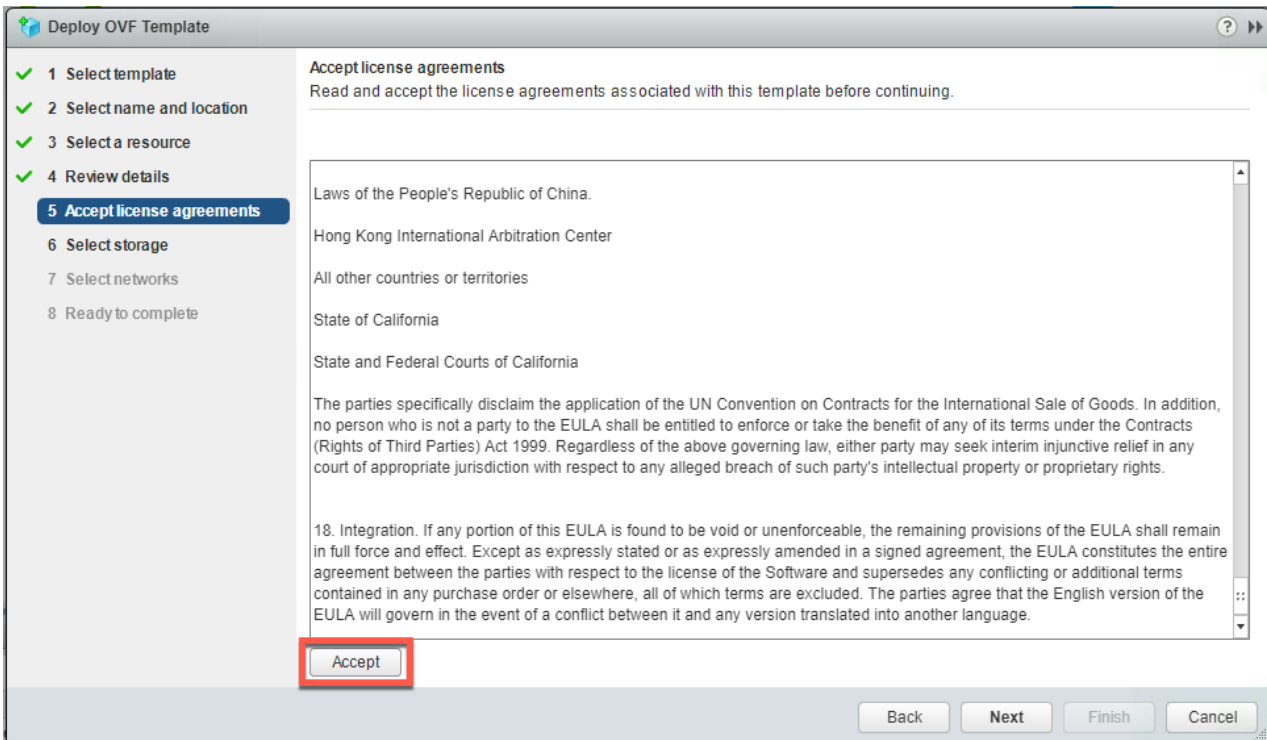 Deploy OVF Template
1 Select template
2 Select name and location
3 Select a resource
4 Review details
5 Accept license agreements
6 Select storage
7 Select networks
8 Ready to complete
Accept license agreements
Read and accept the license agreements associated with this template before continuing.
Laws of the People's Republic of China.
Hong Kong International Arbitration Center
All other countries or territories
State of California
State and Federal Courts of California
The parties specifically disclaim the application of the UN Convention on Contracts for the International Sale of Goods. In addition,
no person who is not a party to the EULA shall be entitled to enforce or take the benefit of any of its terms under the Contracts
(Rights of Third Parties) Act 1999. Regardless of the above governing law, either party may seek interim injunctive relief in any
court of appropriate jurisdiction with respect to any alleged breach of such party's intellectual property or proprietary rights.
18. Integration. If any portion of this EULA is found to be void or unenforceable, the remaining provisions of the EULA shall remain
in full force and effect. Except as expressly stated or as expressly amended in a signed agreement, the EULA constitutes the entire
agreement between the parties with respect to the license of the Software and supersedes any conflicting or additional terms
contained in any purchase order or elsewhere, all of which terms are excluded. The parties agree that the English version of the
EULA will govern in the event of a conflict between it and any version translated into another language.
Accept
Back Next Finish Cancel